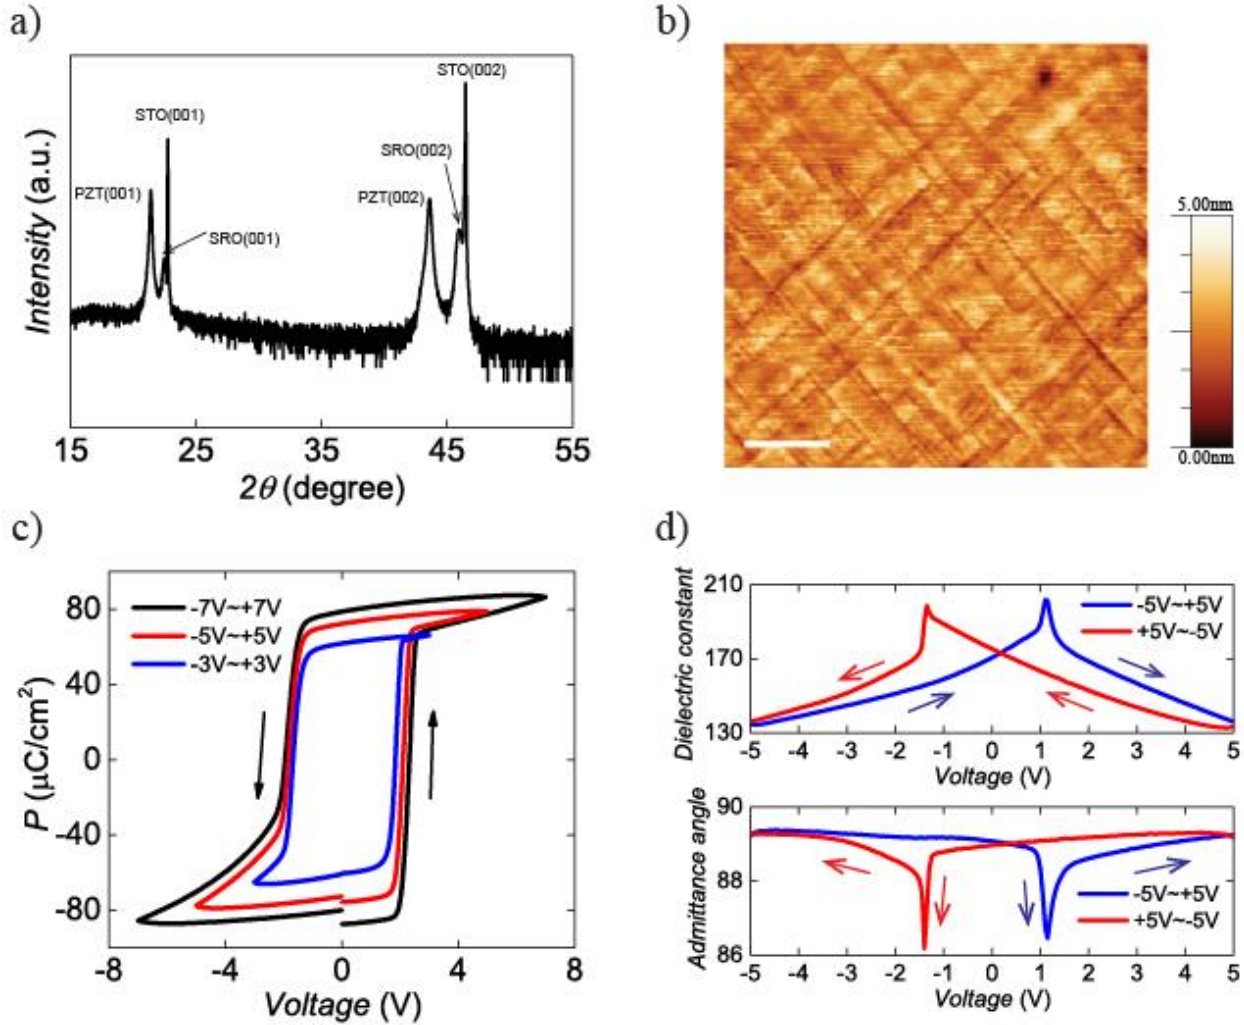 a)
STO(002)
STO(001)
SRO(002)
PZT(001)
PZT(002)
SRO(001)
Intensity (a.u.)
15 25 35 45 55
2θ (degree)
b)
5.00nm
0.00nm
c)
-7V~+7V
-5V~+5V
-3V~+3V
80
40
0
-40
-80
P (μC/cm²)
-8 -4 0 4 8
Voltage (V)
d)
210
170
130
Dielectric constant
-5V~+5V
+5V~-5V
-5 -4 -3 -2 -1 0 1 2 3 4 5
Voltage (V)
90
88
86
Admittance angle
-5V~+5V
+5V~-5V
-5 -4 -3 -2 -1 0 1 2 3 4 5
Voltage (V)